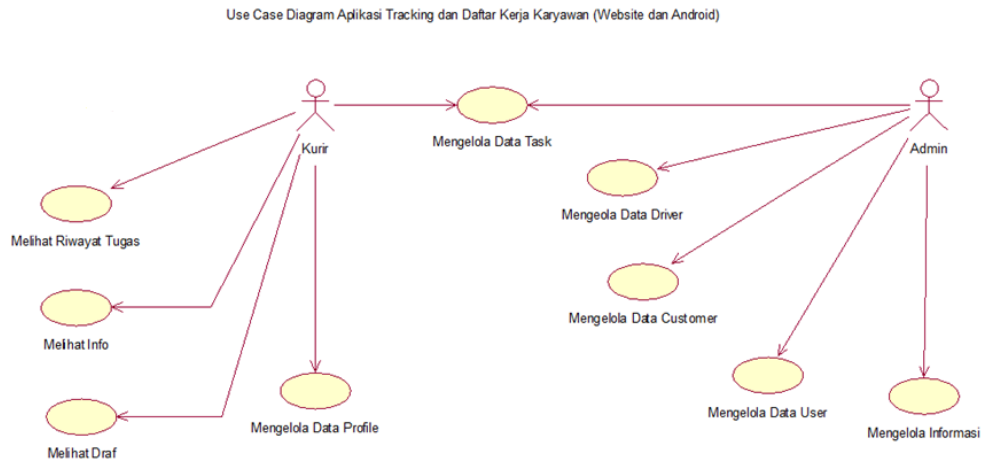 Use Case Diagram Aplikasi Tracking dan Daftar Kerja Karyawan (Website dan Android)
Mengelola Data Task
Kurir
Admin
Mengeola Data Driver
Melihat Riwayat Tugas
Mengelola Data Customer
Melihat Info
Mengelola Data User
Mengelola Data Profile
Mengelola Informasi
Melihat Draf